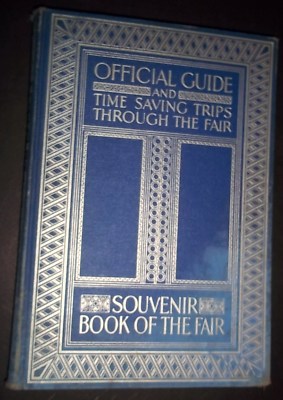 OFFICIAL GUIDE
AND
TIME SAVING TRIPS
THROUGH THE FAIR
SOUVENIR
BOOK OF THE FAIR